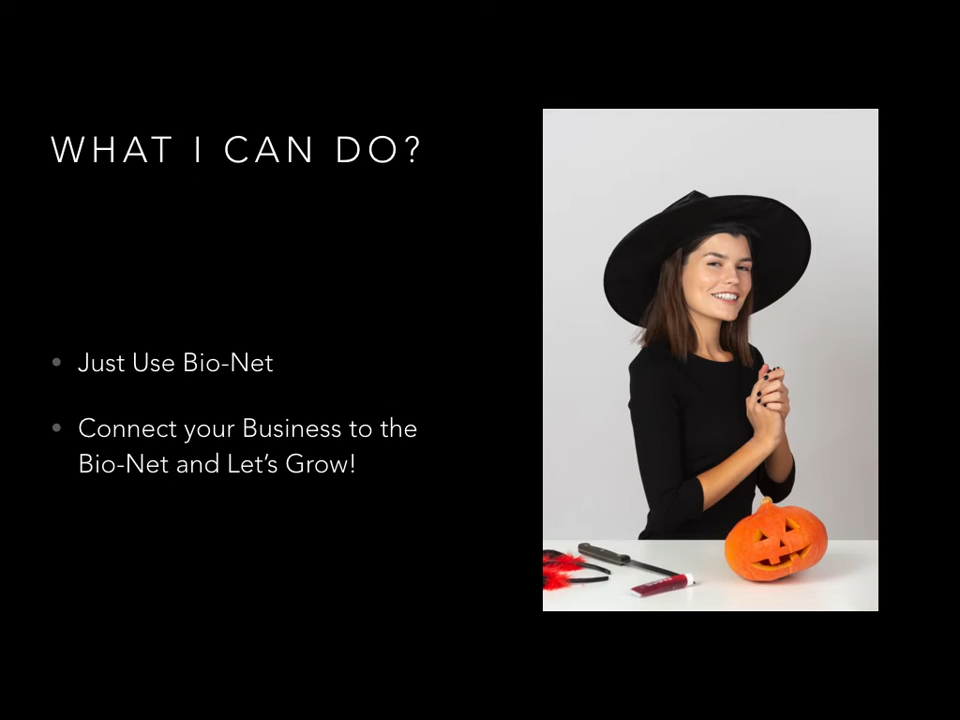 WHAT I CAN DO?
• Just Use Bio-Net
• Connect your Business to the
Bio-Net and Let’s Grow!